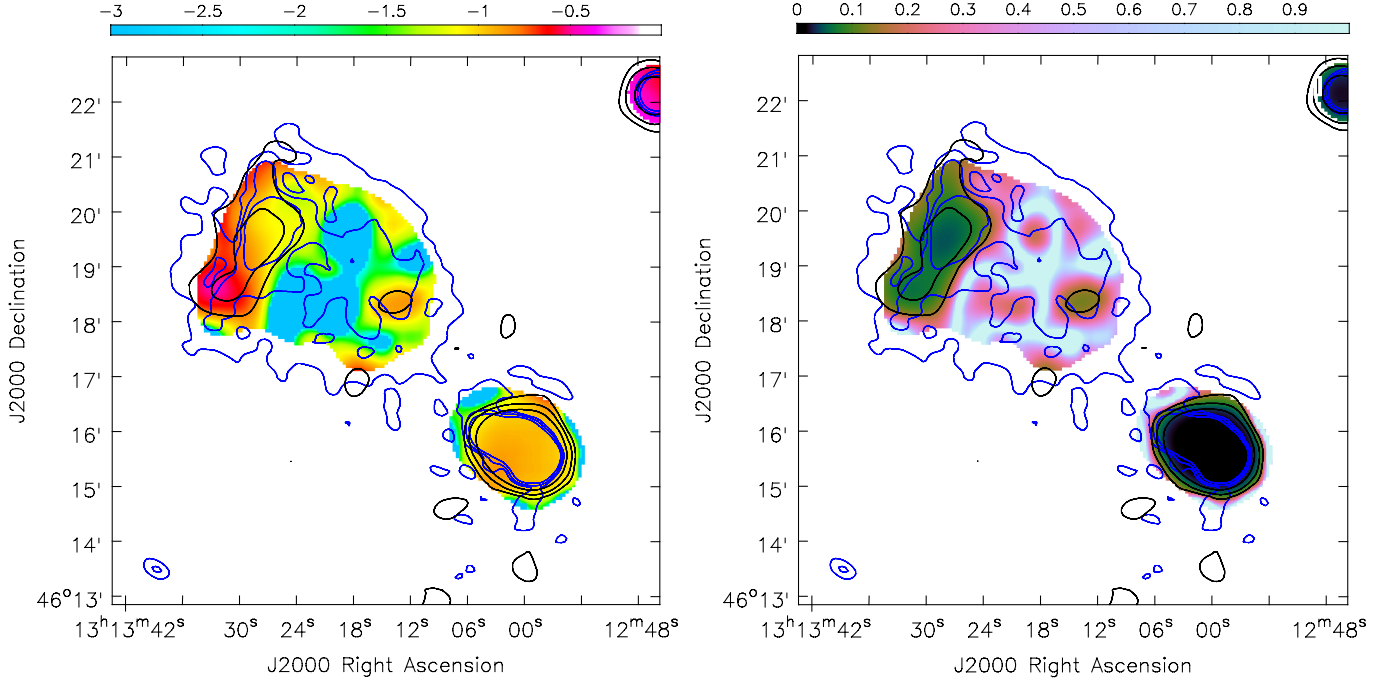 -3 -2.5 -2 -1.5 -1 -0.5
0 0.1 0.2 0.3 0.4 0.5 0.6 0.7 0.8 0.9
22'
21'
20'
19'
18'
17'
16'
15'
14'
46°13'
J2000 Declination
13ʰ13ᵐ42ˢ 30ˢ 24ˢ 18ˢ 12ˢ 06ˢ 00ˢ 12ᵐ48ˢ
J2000 Right Ascension
22'
21'
20'
19'
18'
17'
16'
15'
14'
46°13'
J2000 Declination
13ʰ13ᵐ42ˢ 30ˢ 24ˢ 18ˢ 12ˢ 06ˢ 00ˢ 12ᵐ48ˢ
J2000 Right Ascension